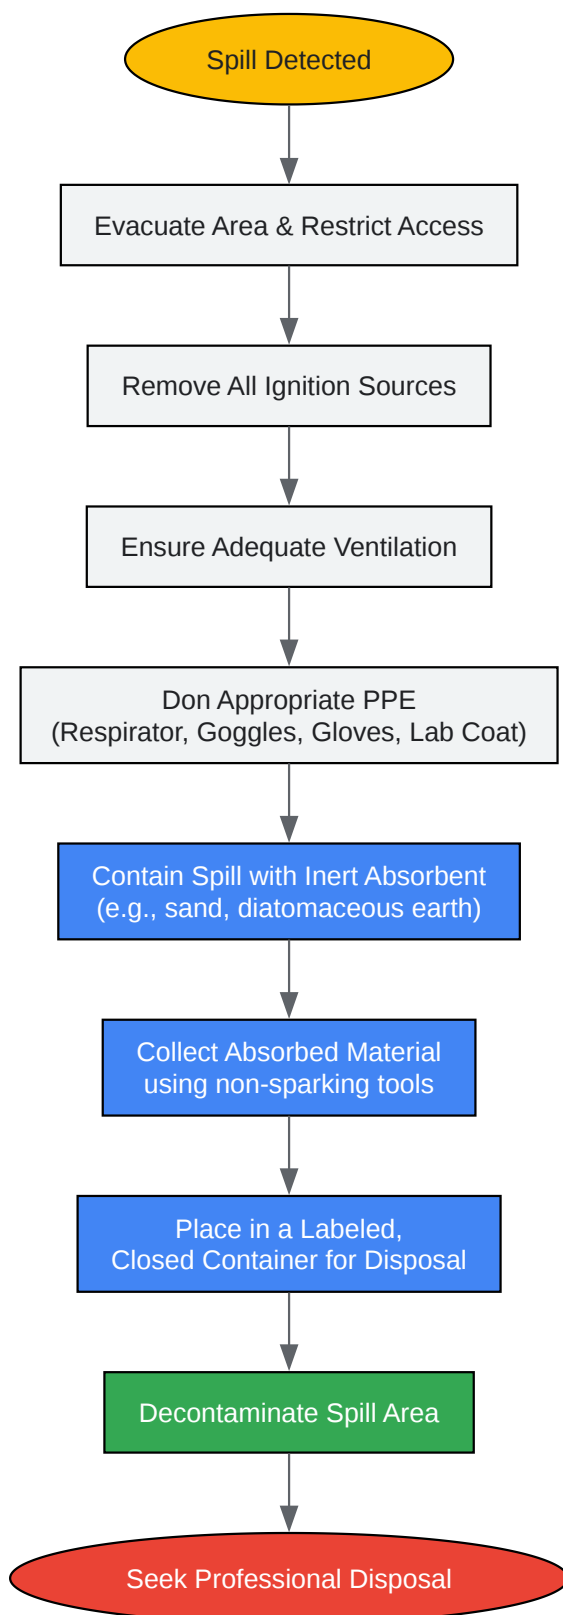 Spill Detected
Evacuate Area & Restrict Access
Remove All Ignition Sources
Ensure Adequate Ventilation
Don Appropriate PPE
(Respirator, Goggles, Gloves, Lab Coat)
Contain Spill with Inert Absorbent
(e.g., sand, diatomaceous earth)
Collect Absorbed Material
using non-sparking tools
Place in a Labeled,
Closed Container for Disposal
Decontaminate Spill Area
Seek Professional Disposal